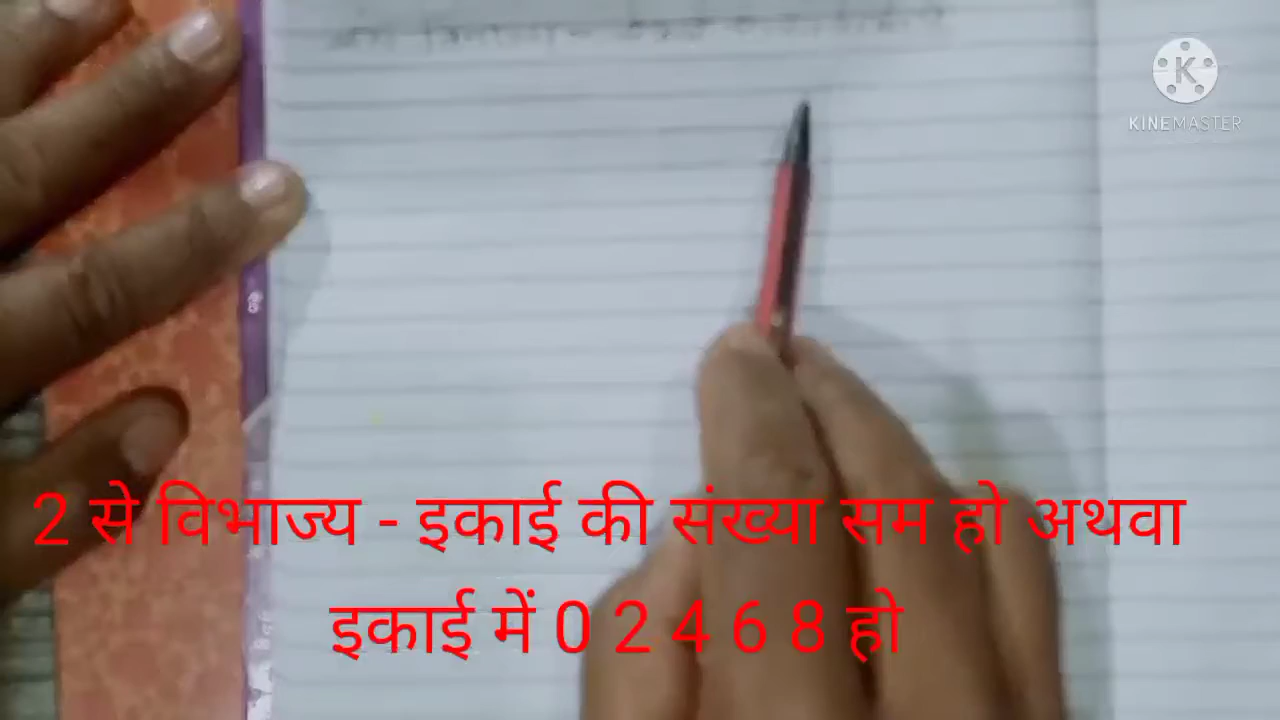 KINEMASTER
2 से विभाज्य - इकाई की संख्या सम हो अथवा
इकाई में 0 2 4 6 8 हो